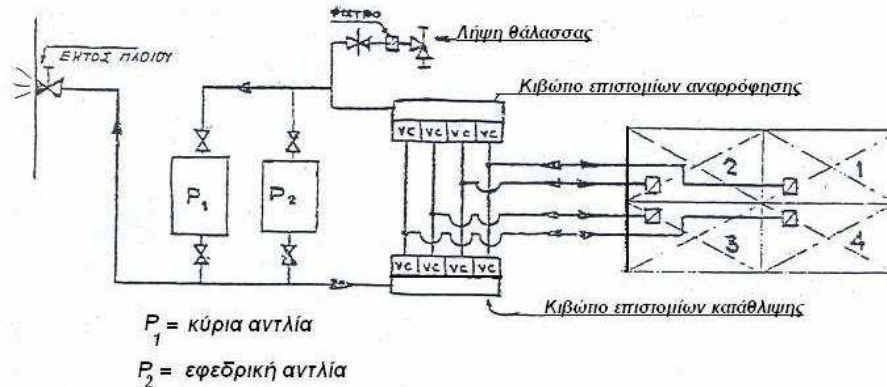 ΦΙΛΤΡΟ
Λήψη θάλασσας
ΕΚΤΟΣ ΠΛΟΙΟΥ
Κιβώτιο επιστομίων αναρρόφησης
VC VC VC VC
P1 P2
2 1
3 4
VC VC VC VC
Κιβώτιο επιστομίων κατάθλιψης
P1 = κύρια αντλία
P2 = εφεδρική αντλία